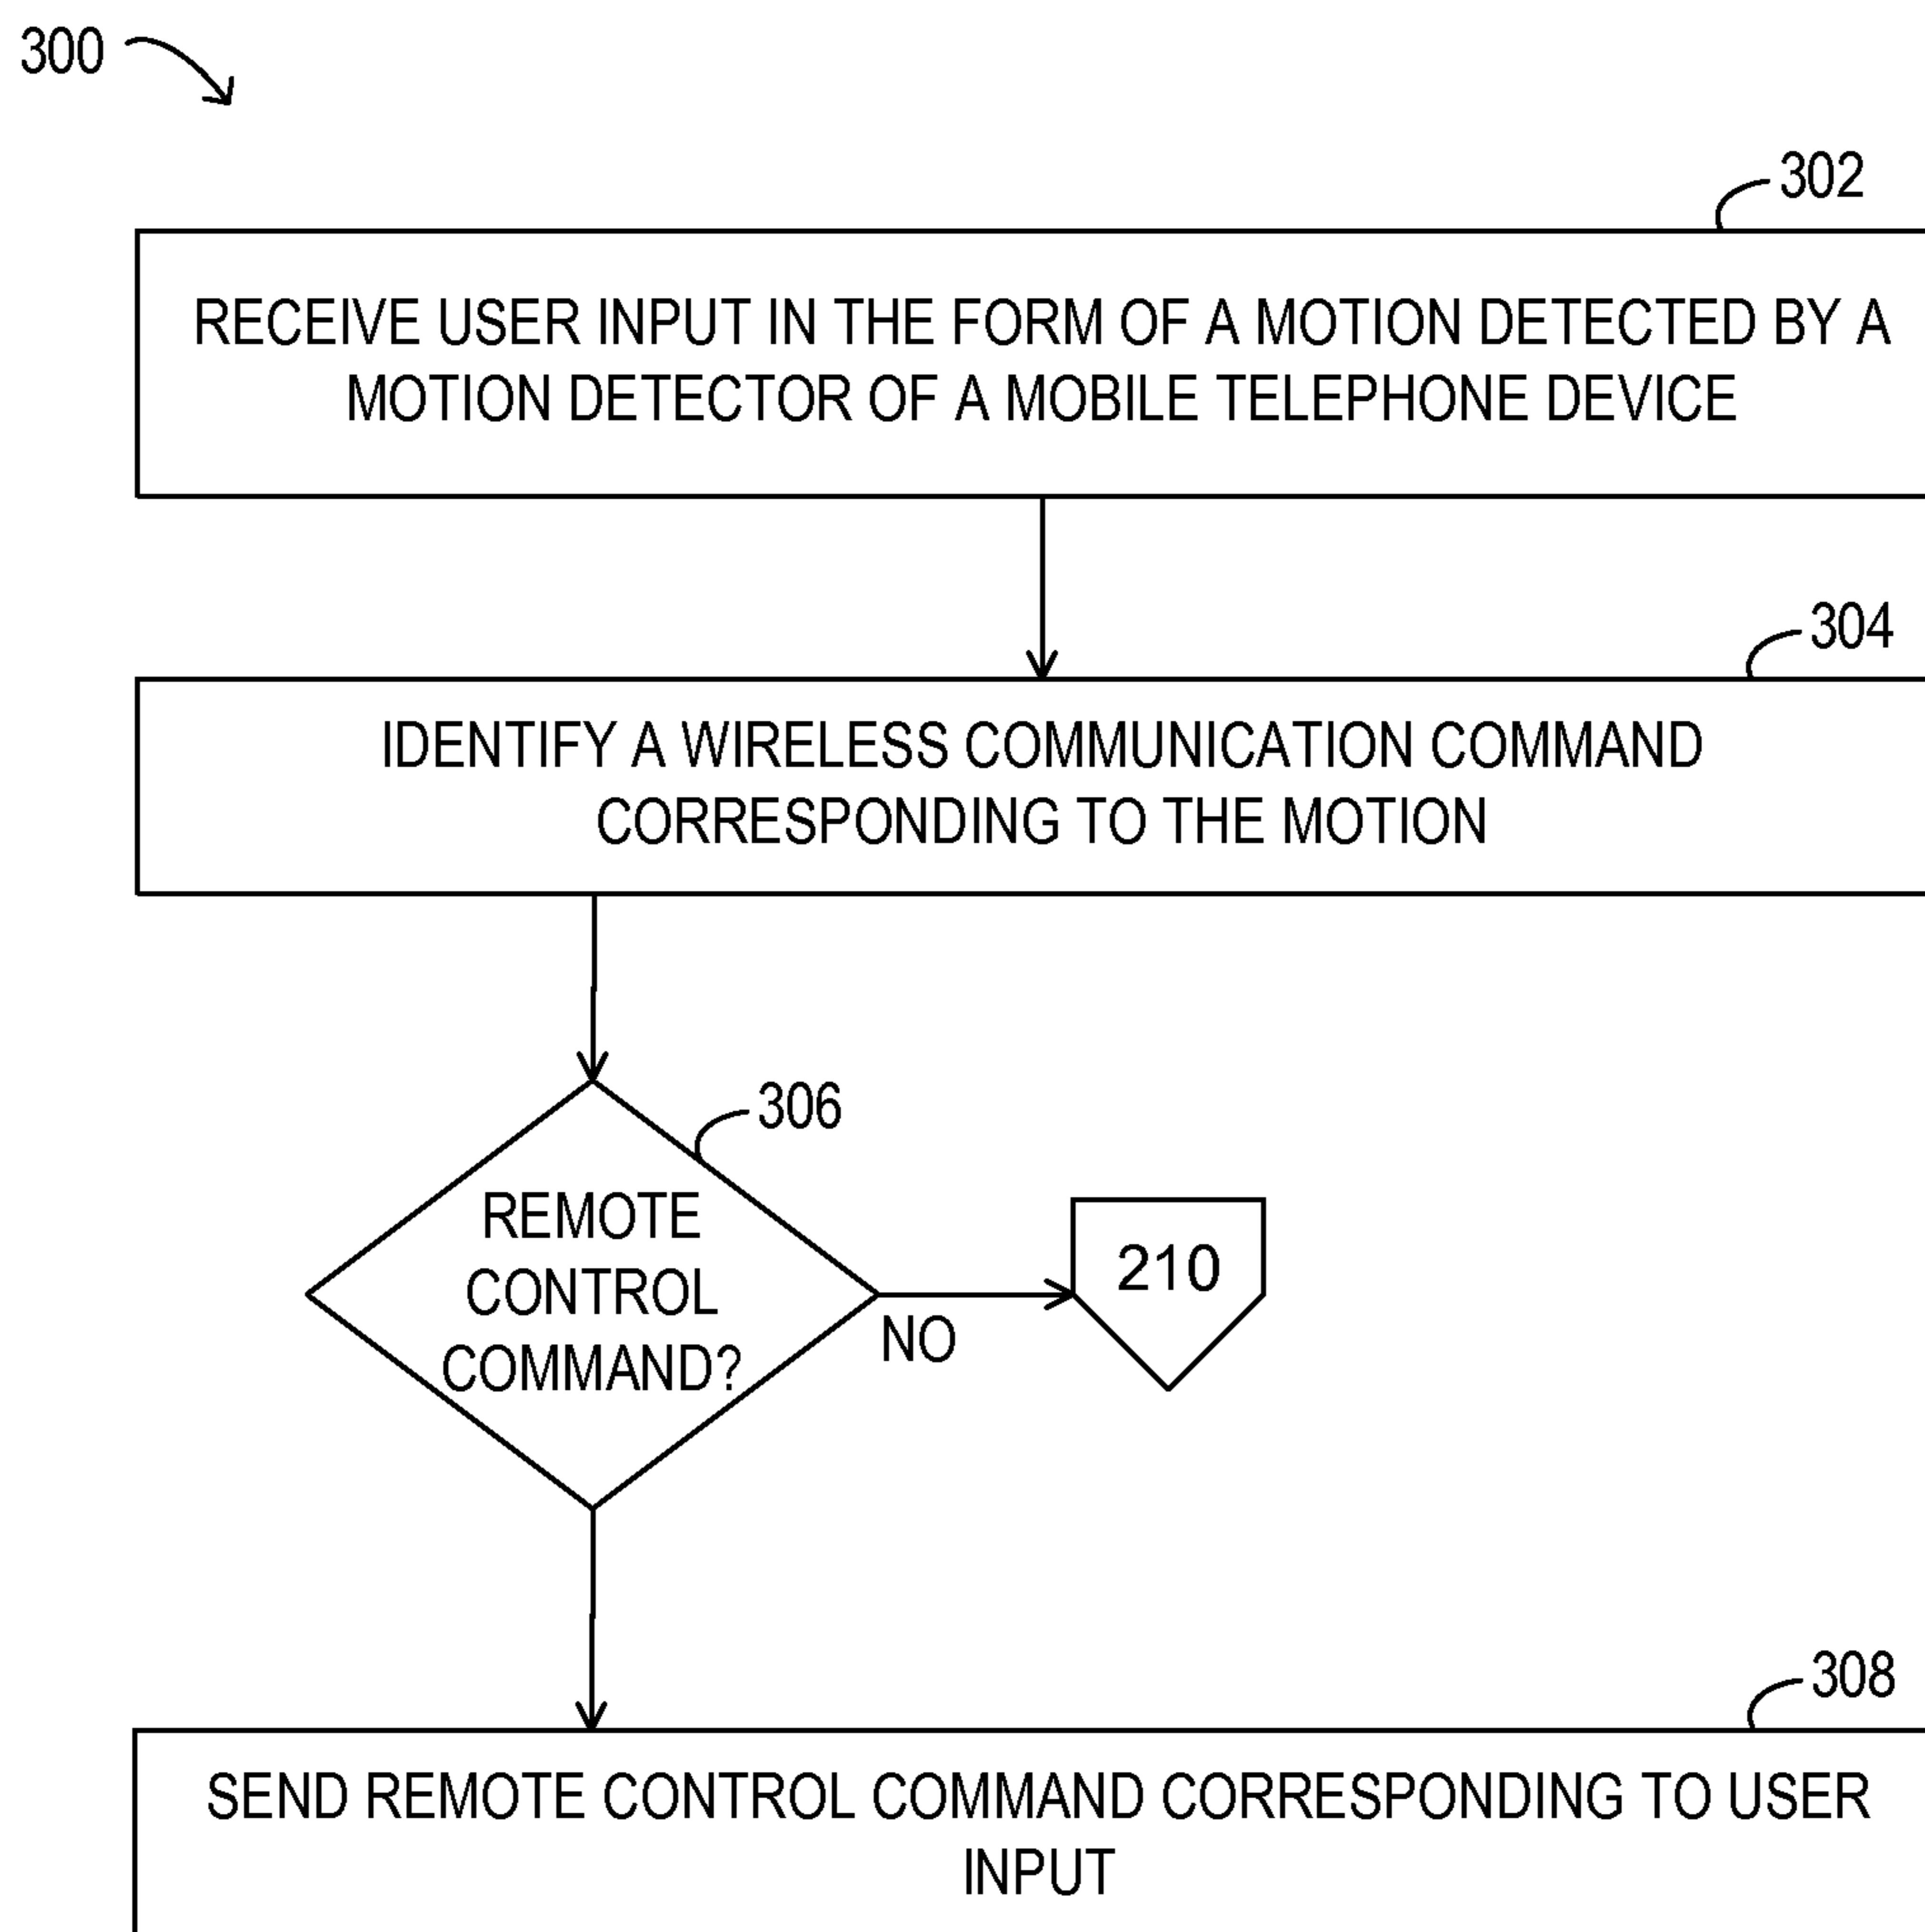 300
302
RECEIVE USER INPUT IN THE FORM OF A MOTION DETECTED BY A
MOTION DETECTOR OF A MOBILE TELEPHONE DEVICE
304
IDENTIFY A WIRELESS COMMUNICATION COMMAND
CORRESPONDING TO THE MOTION
306
REMOTE
CONTROL
COMMAND?
NO
210
308
SEND REMOTE CONTROL COMMAND CORRESPONDING TO USER
INPUT